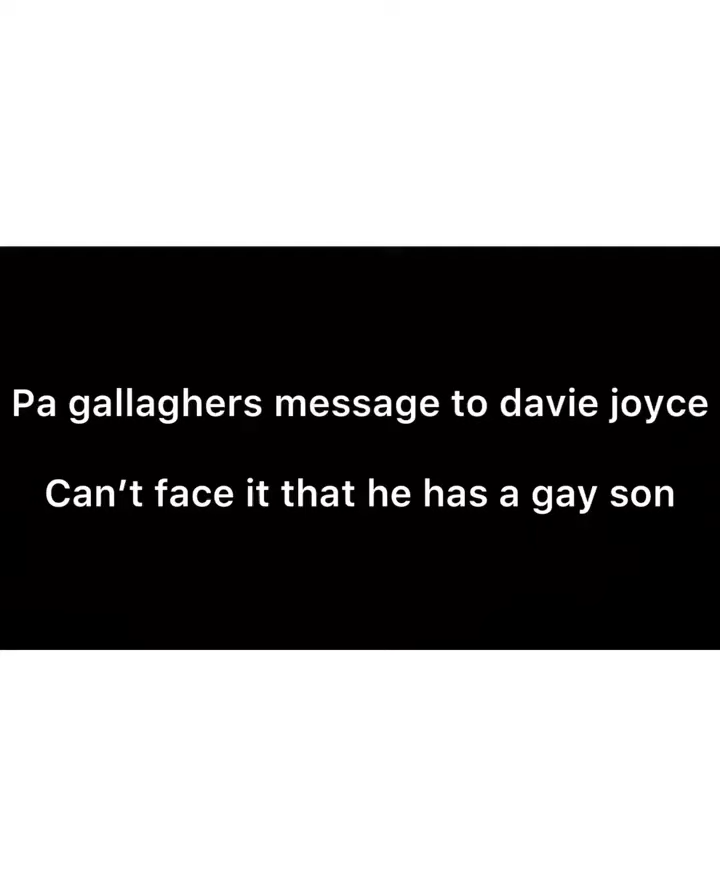 Pa gallaghers message to davie joyce
Can’t face it that he has a gay son